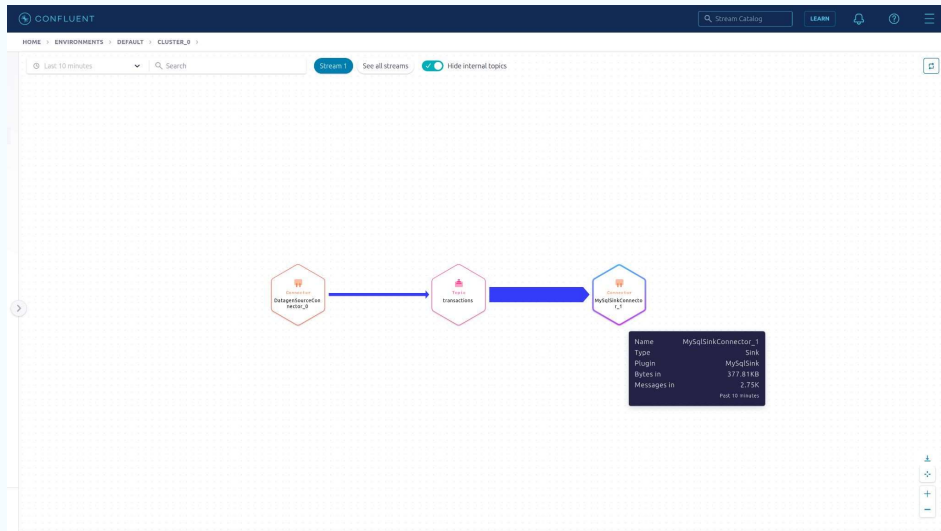 CONFLUENT
Stream Catalog
LEARN
HOME > ENVIRONMENTS > DEFAULT > CLUSTER_0 >
Last 10 minutes
Search
Stream 1
See all streams
Hide internal topics
Connector
DatagenSourceCon
nector_0
Topic
transactions
Connector
MySqlSinkConnecto
r_1
Name MySqlSinkConnector_1
Type Sink
Plugin MySqlSink
Bytes in 377.81KB
Messages in 2.75K
Past 10 minutes